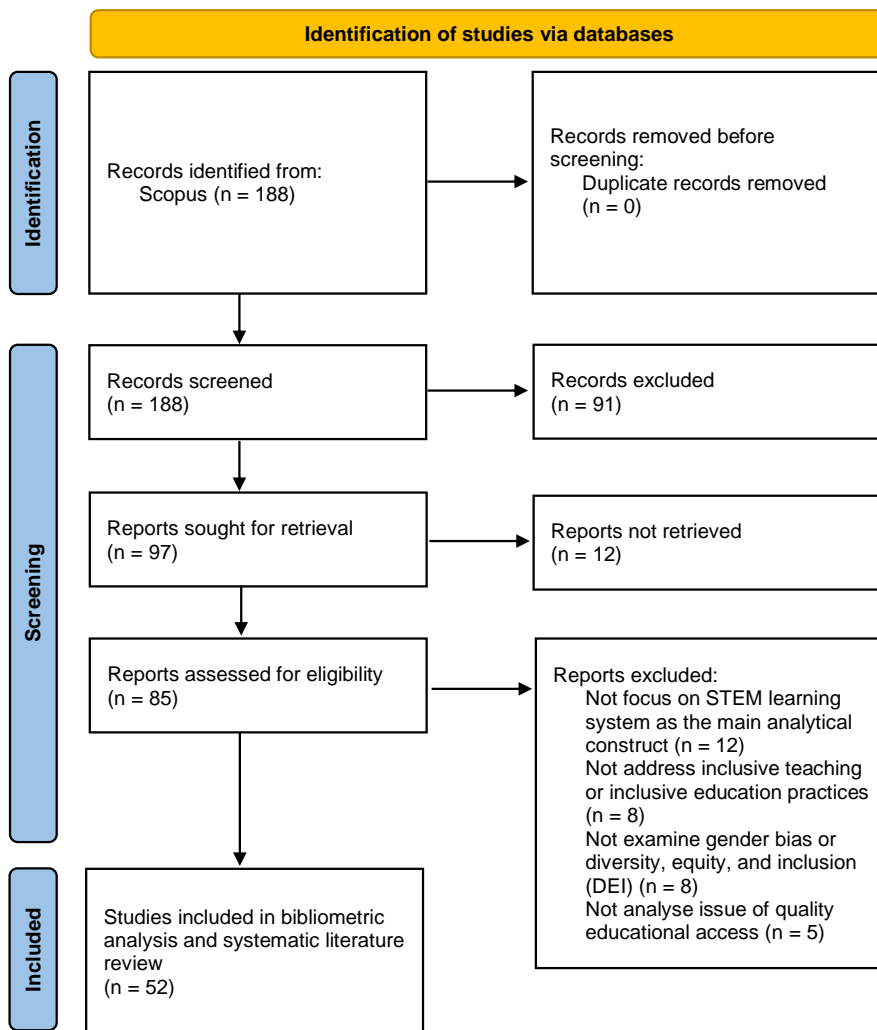 Identification of studies via databases
Identification
Records identified from:
Scopus (n = 188)
Records removed before
screening:
Duplicate records removed
(n = 0)
Screening
Records screened
(n = 188)
Records excluded
(n = 91)
Reports sought for retrieval
(n = 97)
Reports not retrieved
(n = 12)
Reports assessed for eligibility
(n = 85)
Reports excluded:
Not focus on STEM learning
system as the main analytical
construct (n = 12)
Not address inclusive teaching
or inclusive education practices
(n = 8)
Not examine gender bias or
diversity, equity, and inclusion
(DEI) (n = 8)
Not analyse issue of quality
educational access (n = 5)
Included
Studies included in bibliometric
analysis and systematic literature
review
(n = 52)